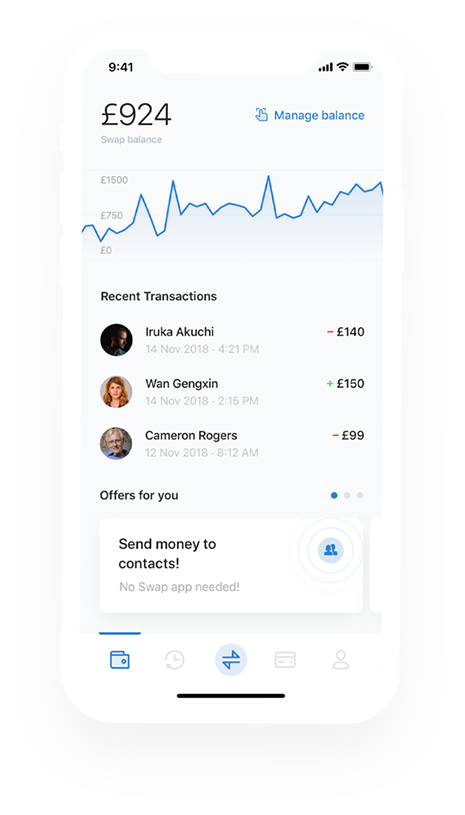 9:41
£924
Manage balance
Swap balance
£1500
£750
£0
Recent Transactions
Iruka Akuchi
− £140
14 Nov 2018 · 4:21 PM
Wan Gengxin
+ £150
14 Nov 2018 · 2:15 PM
Cameron Rogers
− £99
12 Nov 2018 · 8:12 AM
Offers for you
Send money to
contacts!
No Swap app needed!